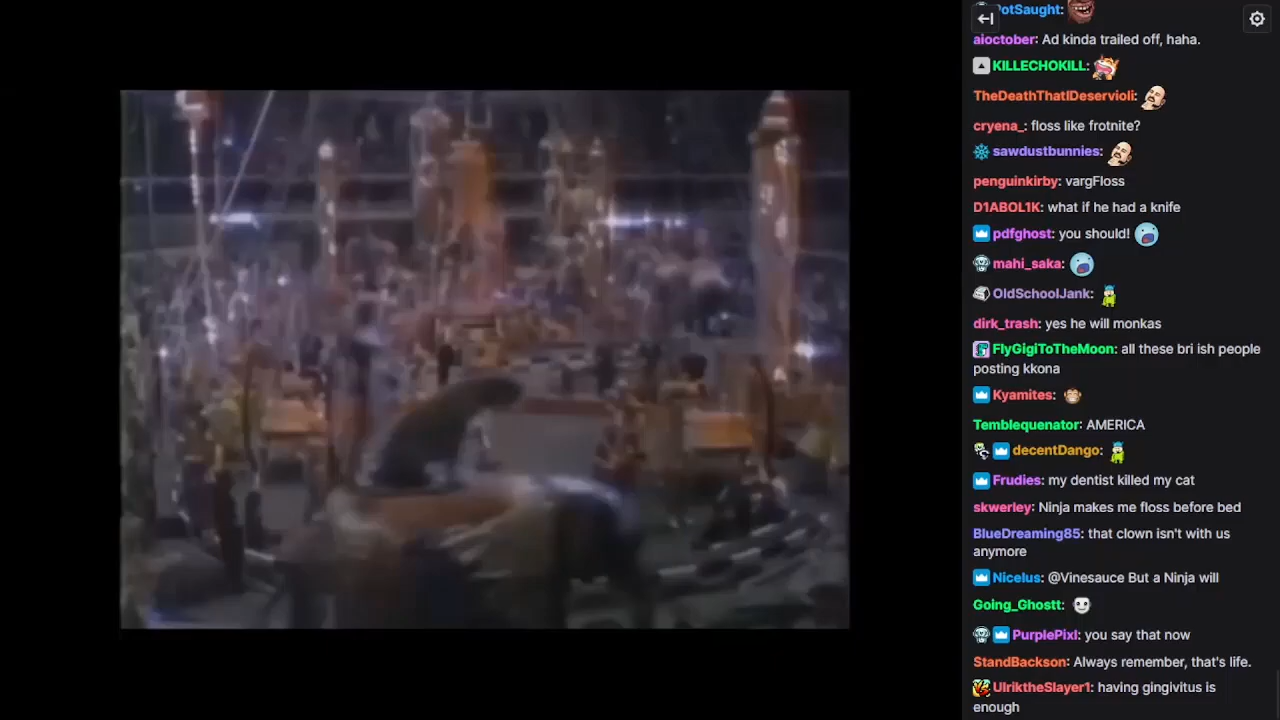 PotSaught:
aioctober: Ad kinda trailed off, haha.
KILLECHOKILL:
TheDeathThatIDeservioli:
cryena_: floss like frotnite?
sawdustbunnies:
penguinkirby: vargFloss
D1ABOL1K: what if he had a knife
pdfghost: you should!
mahi_saka:
OldSchoolJank:
dirk_trash: yes he will monkas
FlyGigiToTheMoon: all these bri ish people
posting kkona
Kyamites:
Temblequenator: AMERICA
decentDango:
Frudies: my dentist killed my cat
skwerley: Ninja makes me floss before bed
BlueDreaming85: that clown isn't with us
anymore
Nicelus: @Vinesauce But a Ninja will
Going_Ghostt:
PurplePixl: you say that now
StandBackson: Always remember, that's life.
UlriktheSlayer1: having gingivitus is
enough